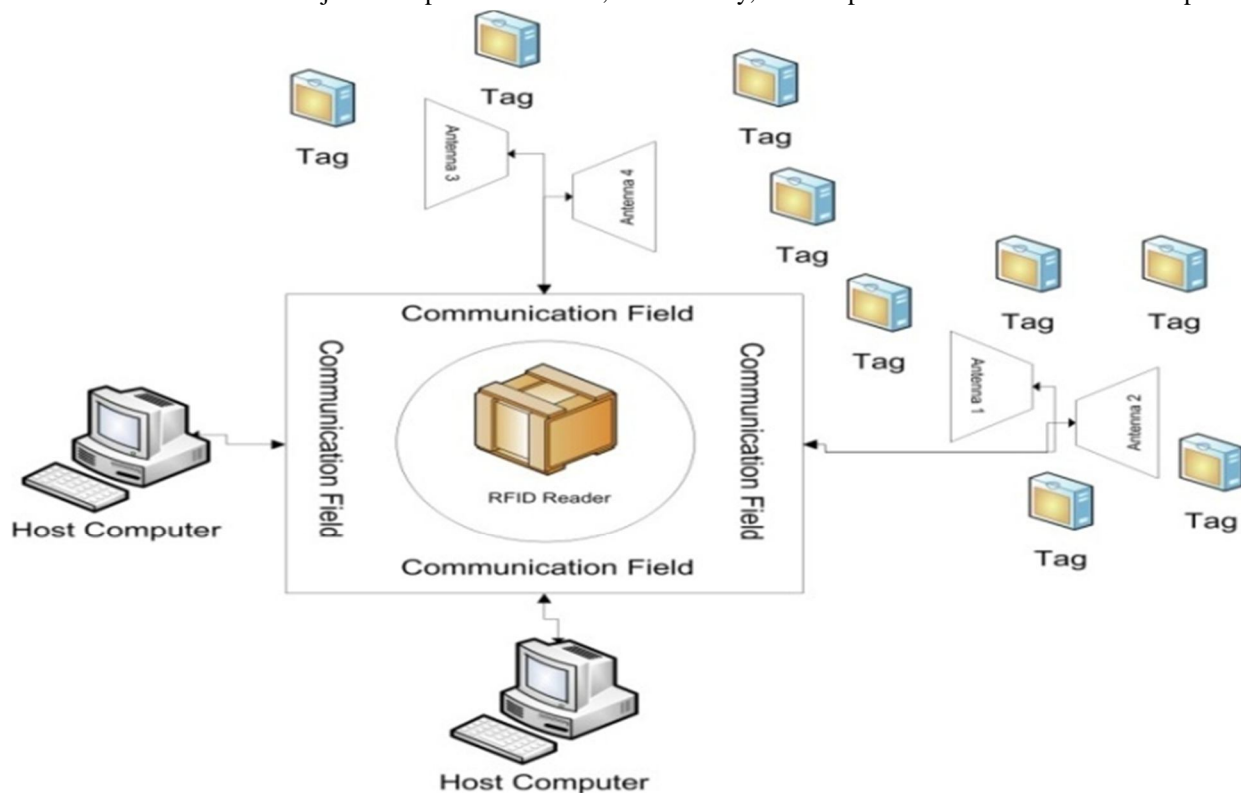 Tag
Tag
Tag
Antenna 3
Antenna 4
Tag
Tag
Tag
Tag
Communication Field
Communication Field
Communication Field
Antenna 1
Antenna 2
RFID Reader
Host Computer
Tag
Tag
Communication Field
Host Computer